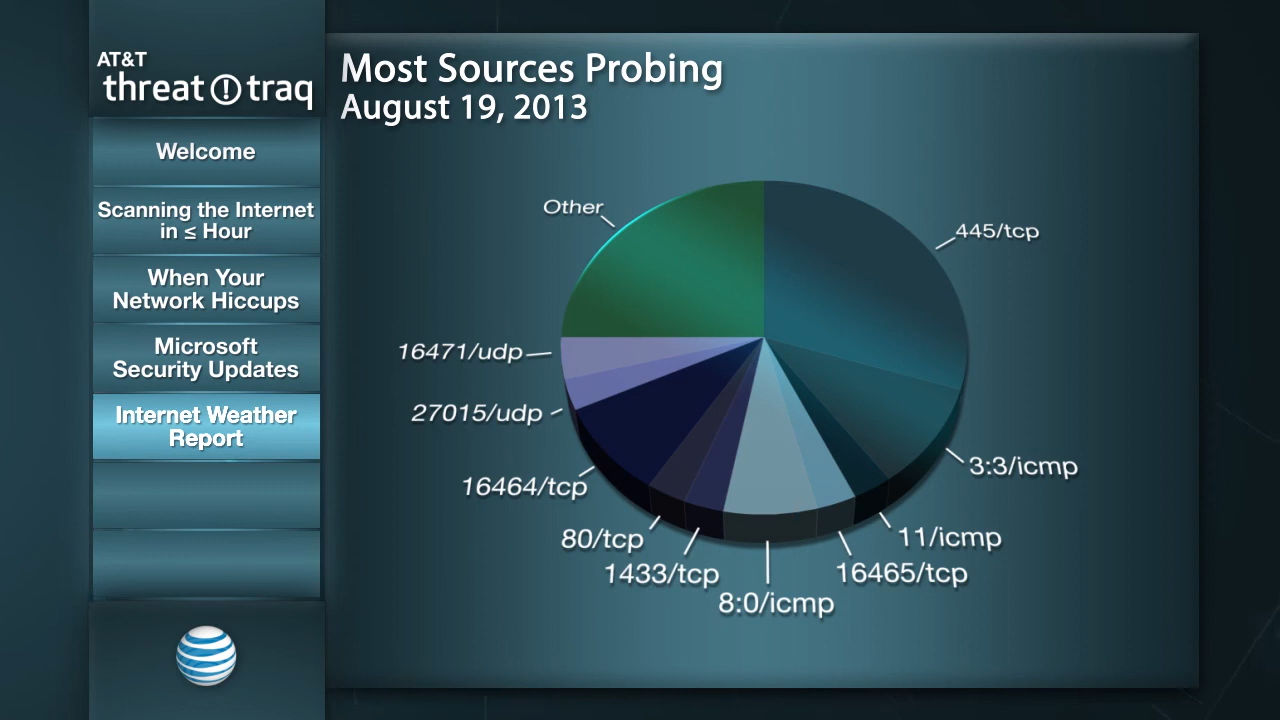 AT&T
threat ! traq
Welcome
Scanning the Internet
in ≤ Hour
When Your
Network Hiccups
Microsoft
Security Updates
Internet Weather
Report
Most Sources Probing
August 19, 2013
Other
445/tcp
16471/udp
27015/udp
16464/tcp
3:3/icmp
80/tcp
11/icmp
1433/tcp
16465/tcp
8:0/icmp